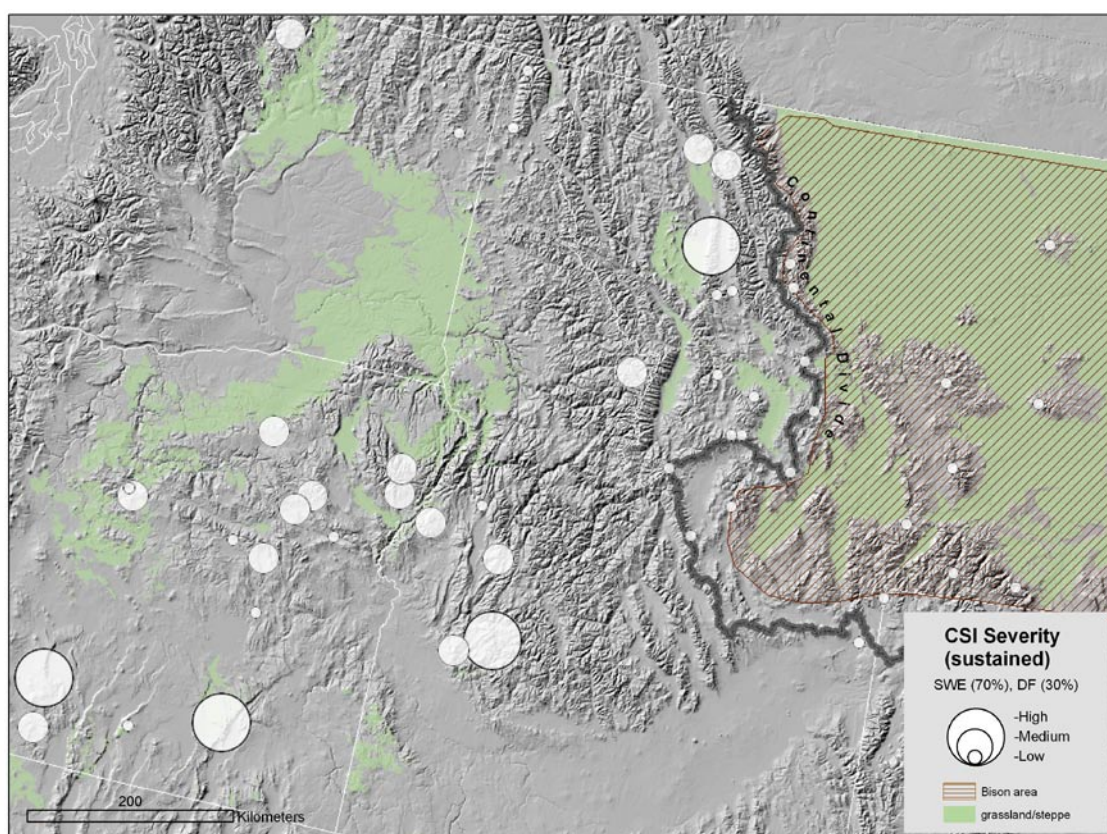 Continental Divide
CSI Severity
(sustained)
SWE (70%), DF (30%)
-High
-Medium
-Low
Bison area
grassland/steppe
200
Kilometers